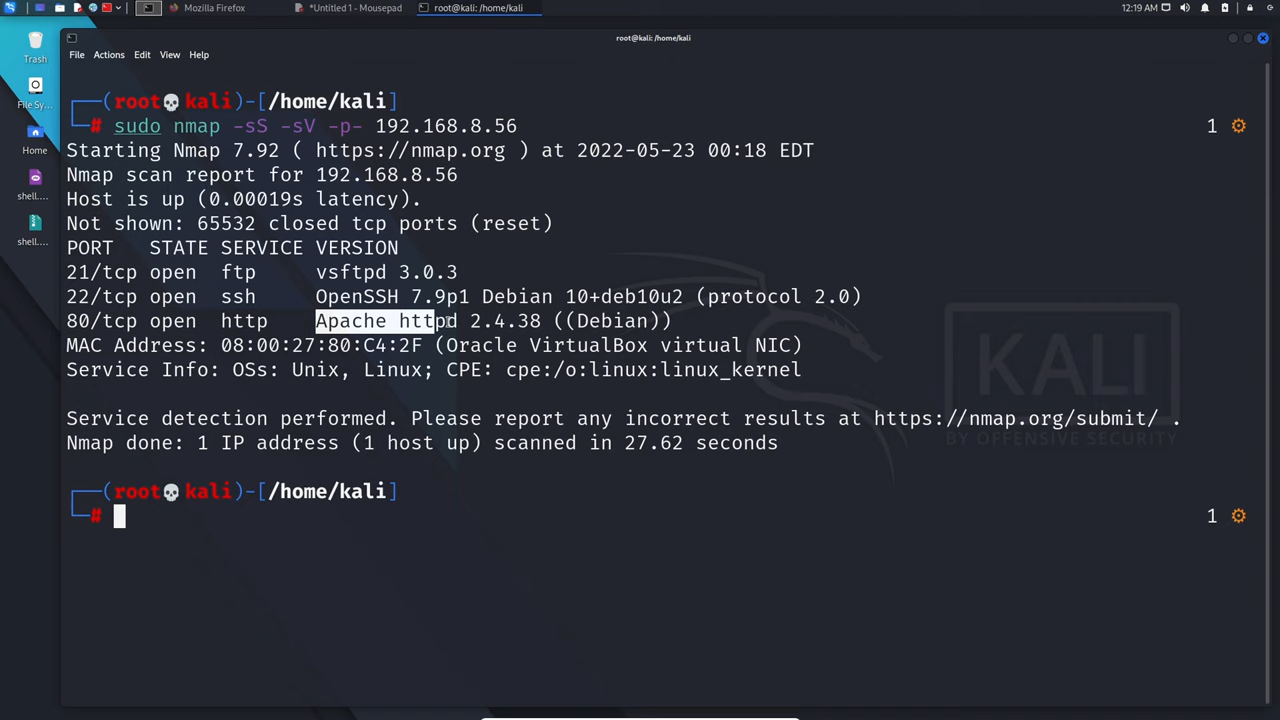 Mozilla Firefox
*Untitled 1 - Mousepad
root@kali: /home/kali
12:19 AM
root@kali: /home/kali
File Actions Edit View Help
Trash
File Sy...
Home
shell....
shell....
┌──(root💀kali)-[/home/kali]
└─# sudo nmap -sS -sV -p- 192.168.8.56
1
Starting Nmap 7.92 ( https://nmap.org ) at 2022-05-23 00:18 EDT
Nmap scan report for 192.168.8.56
Host is up (0.00019s latency).
Not shown: 65532 closed tcp ports (reset)
PORT   STATE SERVICE VERSION
21/tcp open  ftp     vsftpd 3.0.3
22/tcp open  ssh     OpenSSH 7.9p1 Debian 10+deb10u2 (protocol 2.0)
80/tcp open  http    Apache httpd 2.4.38 ((Debian))
MAC Address: 08:00:27:80:C4:2F (Oracle VirtualBox virtual NIC)
Service Info: OSs: Unix, Linux; CPE: cpe:/o:linux:linux_kernel
Service detection performed. Please report any incorrect results at https://nmap.org/submit/ .
Nmap done: 1 IP address (1 host up) scanned in 27.62 seconds
┌──(root💀kali)-[/home/kali]
└─#
1
KALI
BY OFFENSIVE SECURITY